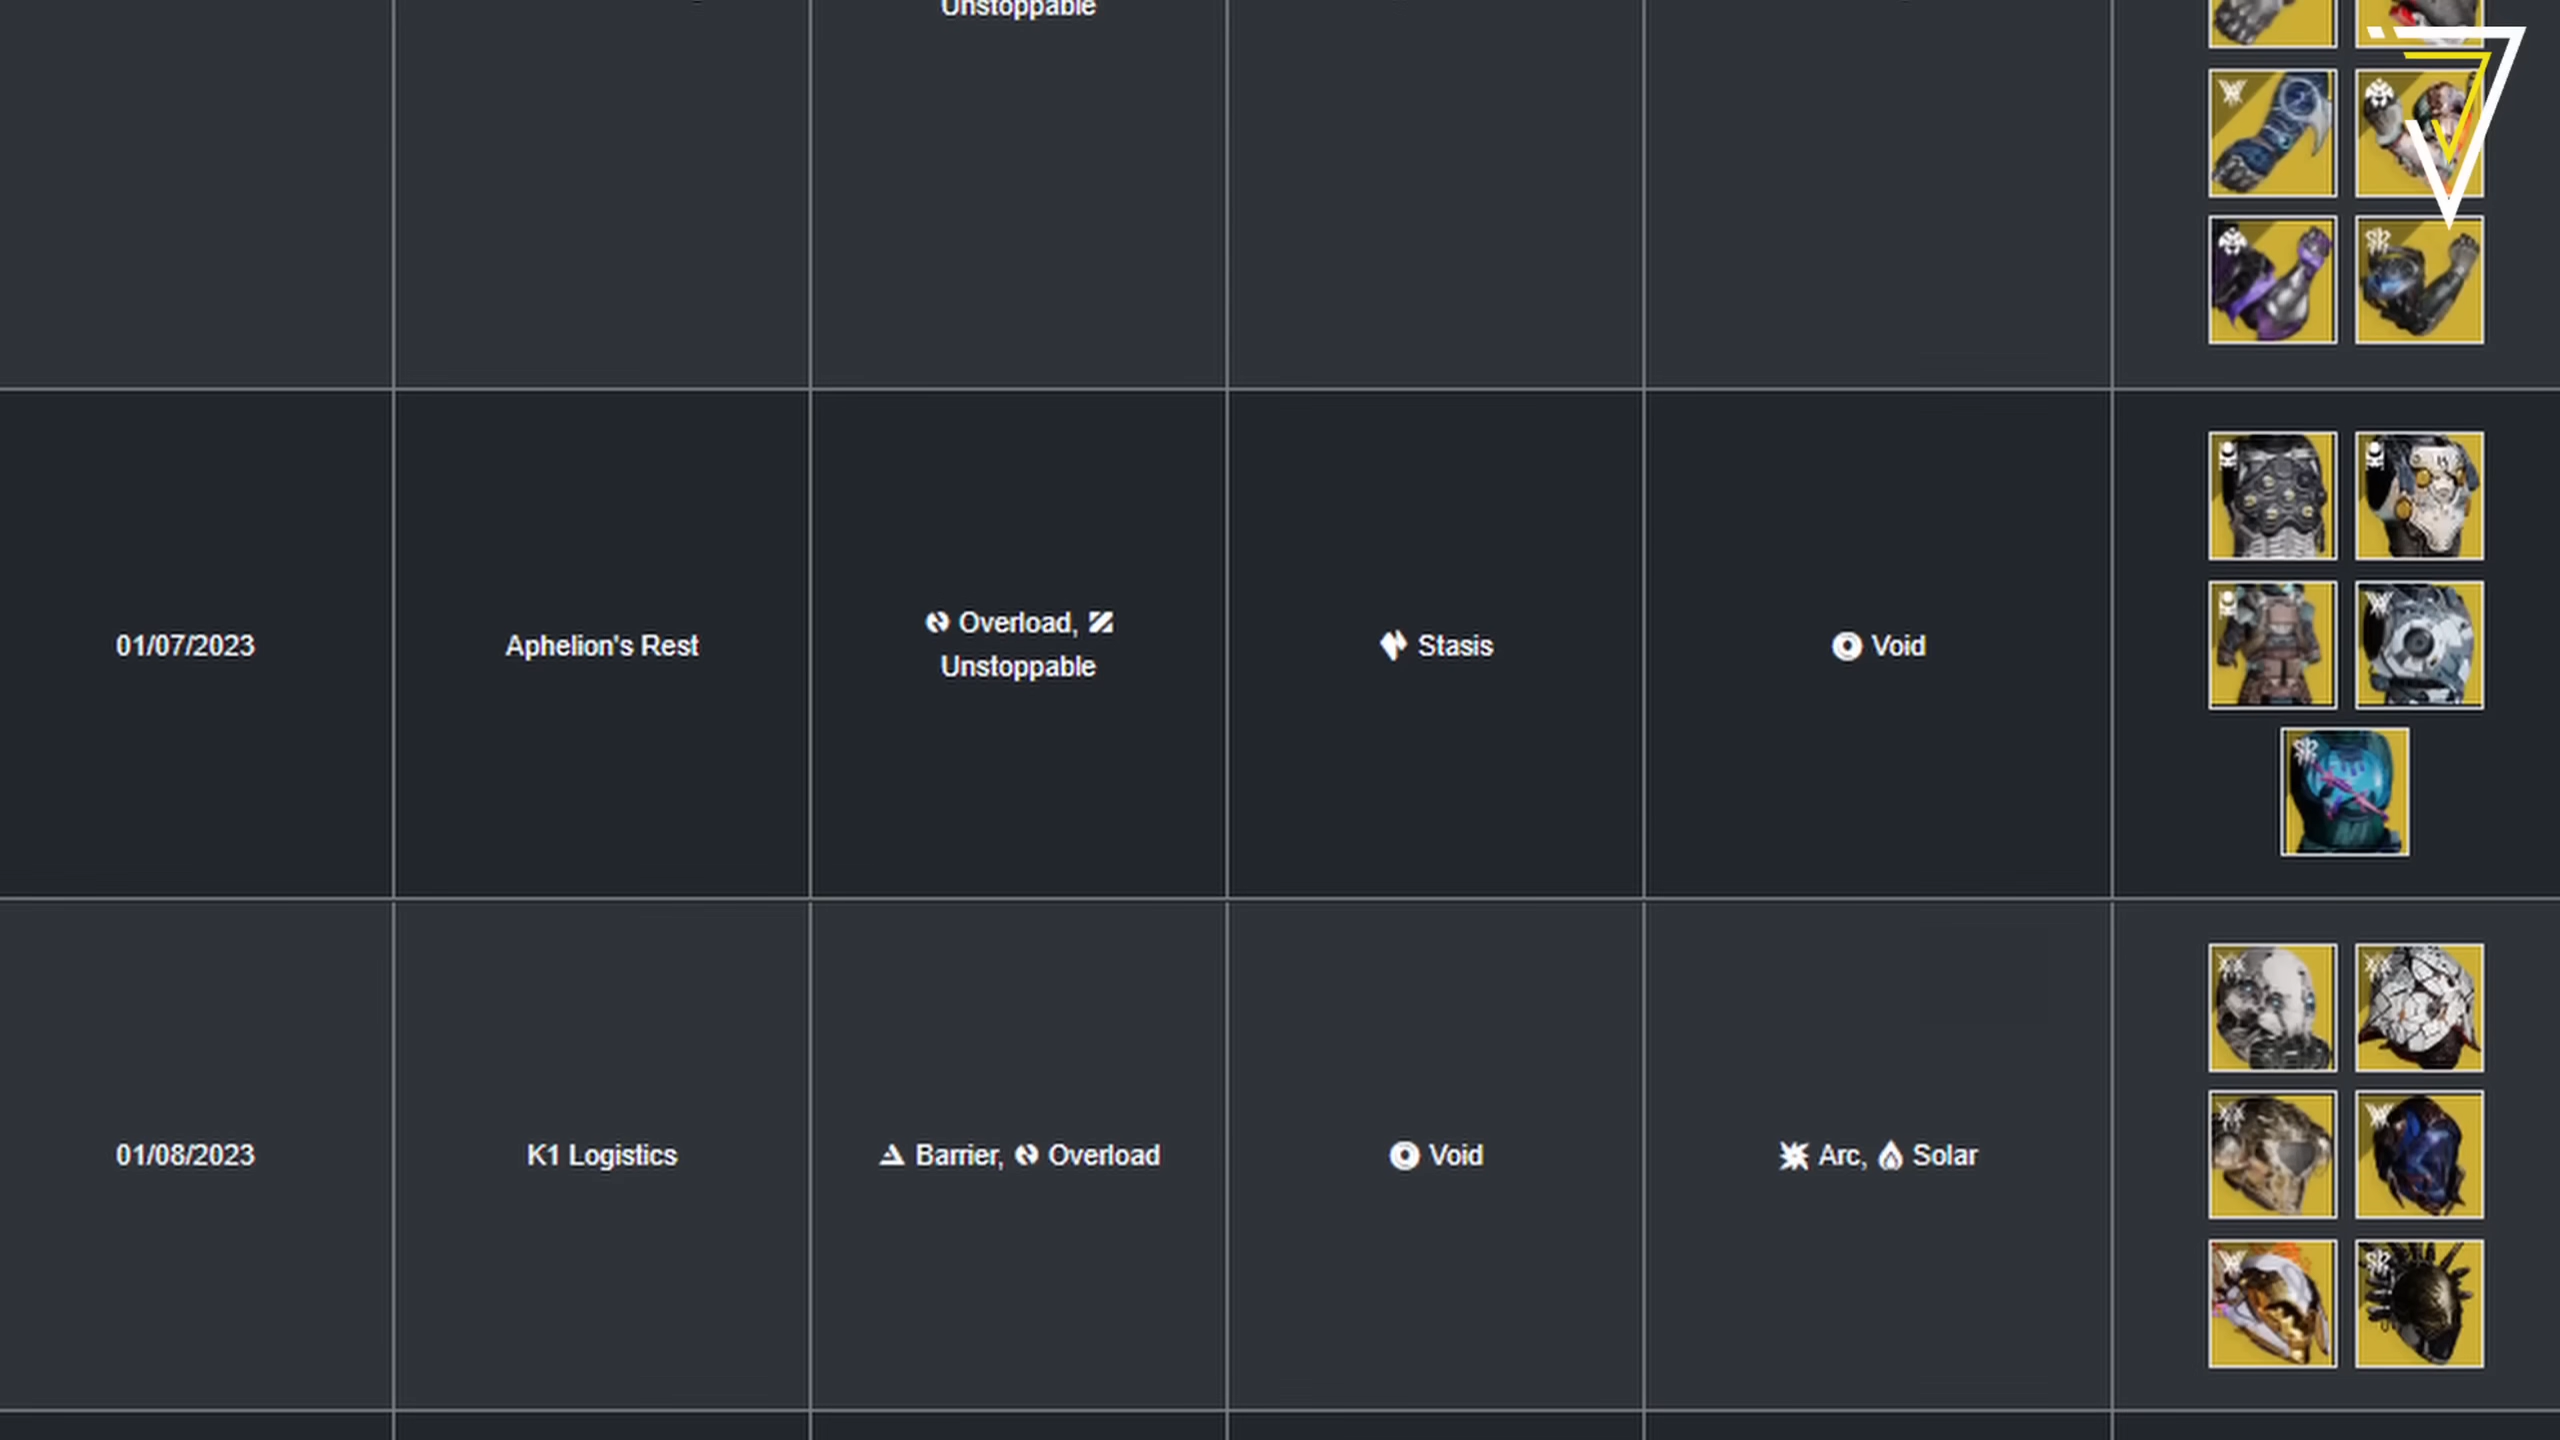 Unstoppable
01/07/2023
Aphelion's Rest
Overload,
Unstoppable
Stasis
Void
01/08/2023
K1 Logistics
Barrier, Overload
Void
Arc, Solar